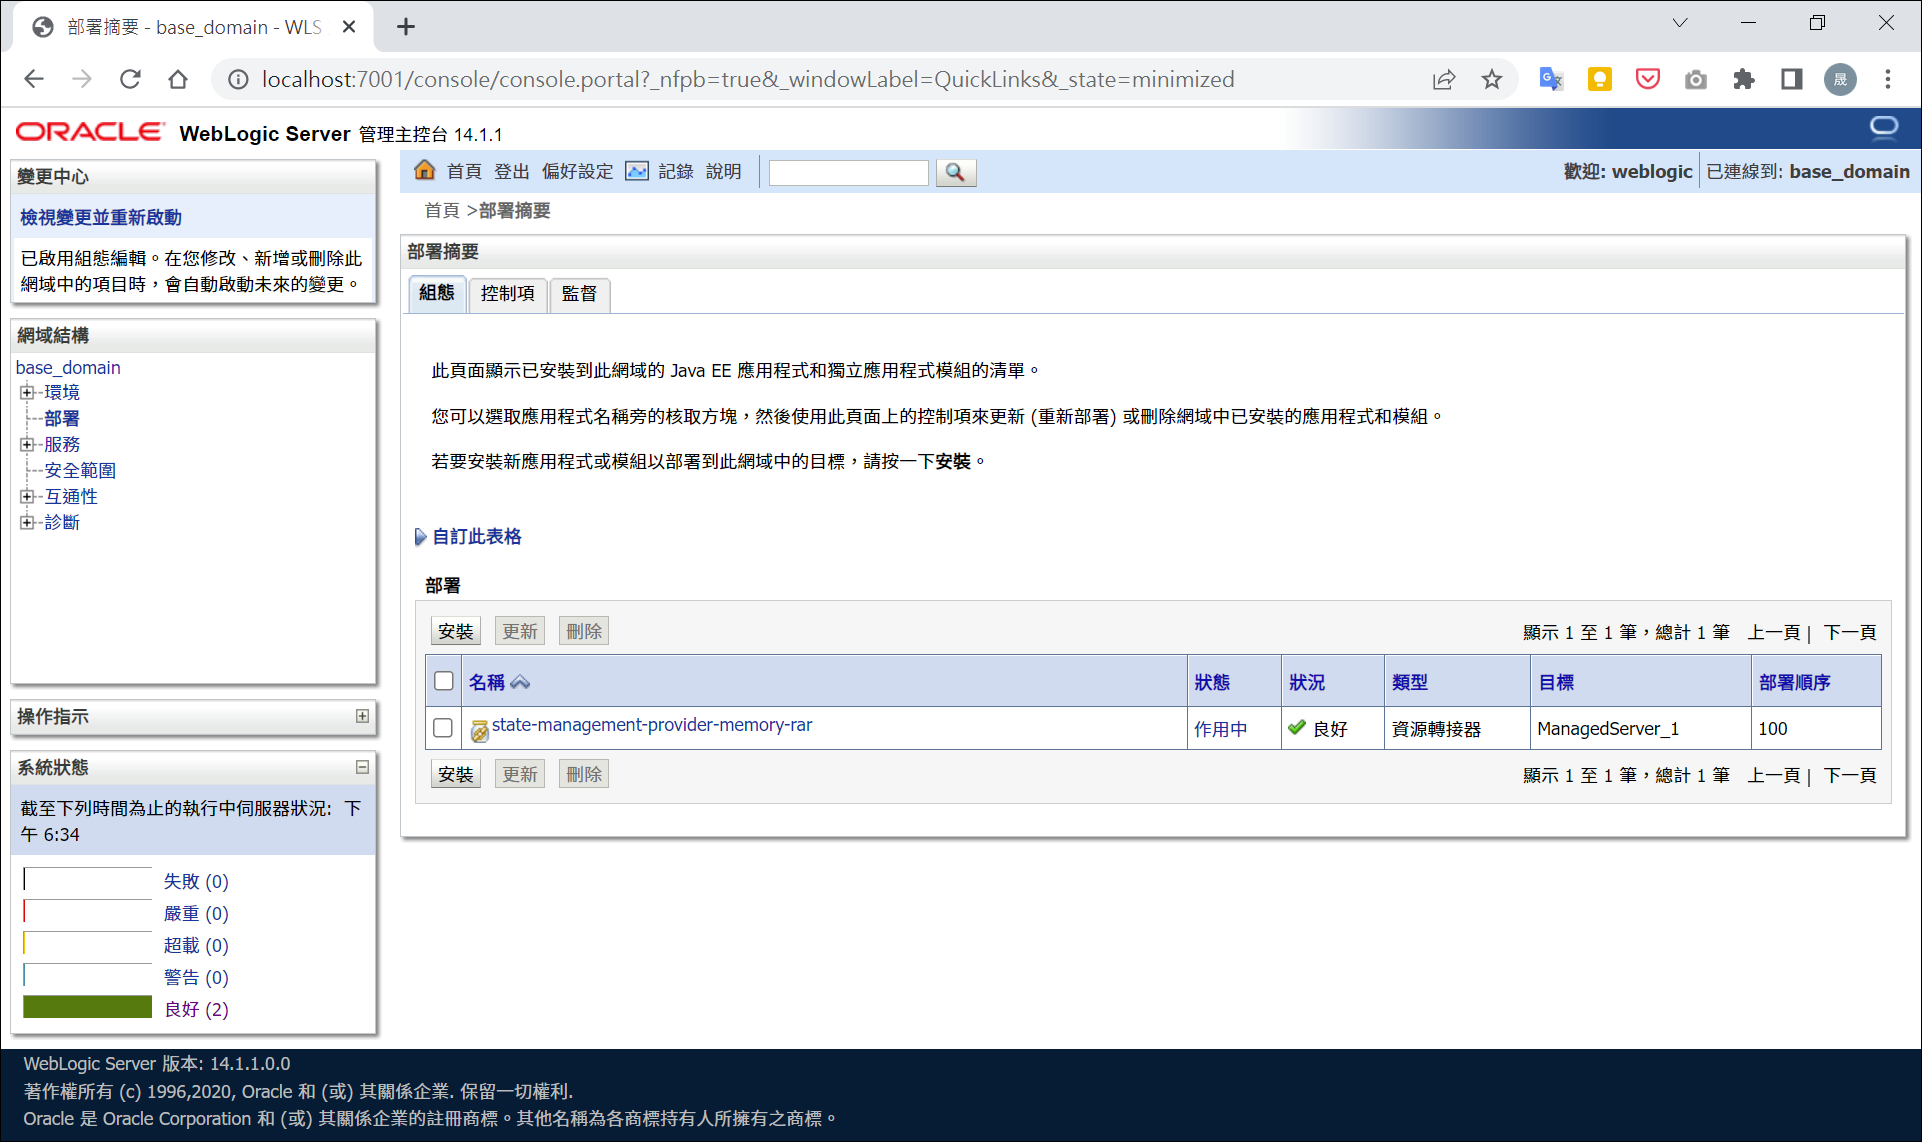 部署摘要 - base_domain - WLS
localhost:7001/console/console.portal?_nfpb=true&_windowLabel=QuickLinks&_state=minimized
晟
ORACLE WebLogic Server 管理主控台 14.1.1
變更中心
檢視變更並重新啟動
已啟用組態編輯。在您修改、新增或刪除此
網域中的項目時，會自動啟動未來的變更。
網域結構
base_domain
環境
部署
服務
安全範圍
互通性
診斷
操作指示
系統狀態
截至下列時間為止的執行中伺服器狀況: 下
午 6:34
失敗 (0)
嚴重 (0)
超載 (0)
警告 (0)
良好 (2)
首頁 登出 偏好設定 記錄 說明
歡迎: weblogic 已連線到: base_domain
首頁 >部署摘要
部署摘要
組態 控制項 監督
此頁面顯示已安裝到此網域的 Java EE 應用程式和獨立應用程式模組的清單。
您可以選取應用程式名稱旁的核取方塊，然後使用此頁面上的控制項來更新 (重新部署) 或刪除網域中已安裝的應用程式和模組。
若要安裝新應用程式或模組以部署到此網域中的目標，請按一下安裝。
自訂此表格
部署
安裝 更新 刪除 顯示 1 至 1 筆，總計 1 筆 上一頁 | 下一頁
名稱 狀態 狀況 類型 目標 部署順序
state-management-provider-memory-rar 作用中 良好 資源轉接器 ManagedServer_1 100
安裝 更新 刪除 顯示 1 至 1 筆，總計 1 筆 上一頁 | 下一頁
WebLogic Server 版本: 14.1.1.0.0
著作權所有 (c) 1996,2020, Oracle 和 (或) 其關係企業. 保留一切權利.
Oracle 是 Oracle Corporation 和 (或) 其關係企業的註冊商標。其他名稱為各商標持有人所擁有之商標。